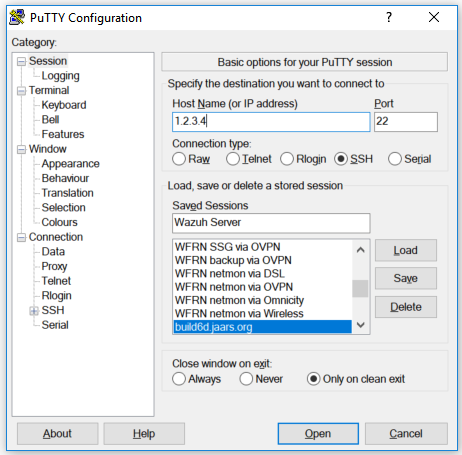 PuTTY Configuration
? ×
Category:
Session
Logging
Terminal
Keyboard
Bell
Features
Window
Appearance
Behaviour
Translation
Selection
Colours
Connection
Data
Proxy
Telnet
Rlogin
SSH
Serial
Basic options for your PuTTY session
Specify the destination you want to connect to
Host Name (or IP address) Port
1.2.3.4 22
Connection type:
Raw Telnet Rlogin SSH Serial
Load, save or delete a stored session
Saved Sessions
Wazuh Server
WFRN SSG via OVPN
WFRN backup via OVPN
WFRN netmon via DSL
WFRN netmon via OVPN
WFRN netmon via Omnicity
WFRN netmon via Wireless
build6d.jaars.org
Load
Save
Delete
Close window on exit:
Always Never Only on clean exit
About Help Open Cancel